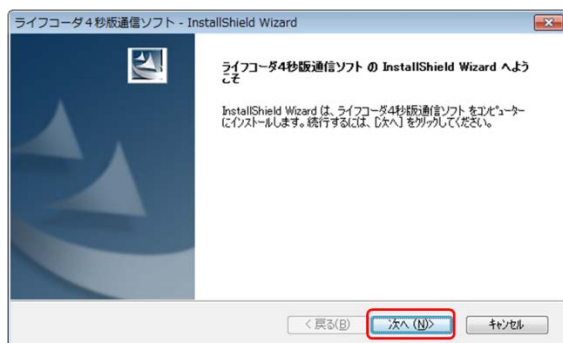 ライフコーダ４秒版通信ソフト - InstallShield Wizard
ライフコーダ4秒版通信ソフト の InstallShield Wizard へよう
こそ
InstallShield Wizard は、ライフコーダ4秒版通信ソフト をコンピューター
にインストールします。続行するには、[次へ] をクリックしてください。
< 戻る(B)
次へ (N)>
キャンセル